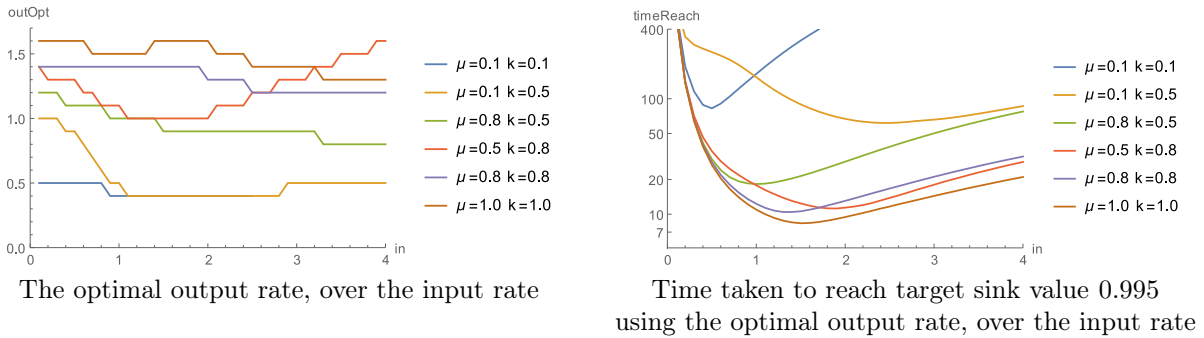 outOpt
1.5
1.0
0.5
0.0
0 1 2 3 4
in
μ=0.1 k=0.1
μ=0.1 k=0.5
μ=0.8 k=0.5
μ=0.5 k=0.8
μ=0.8 k=0.8
μ=1.0 k=1.0
The optimal output rate, over the input rate
timeReach
400
100
50
20
10
7
0 1 2 3 4
in
μ=0.1 k=0.1
μ=0.1 k=0.5
μ=0.8 k=0.5
μ=0.5 k=0.8
μ=0.8 k=0.8
μ=1.0 k=1.0
Time taken to reach target sink value 0.995
using the optimal output rate, over the input rate